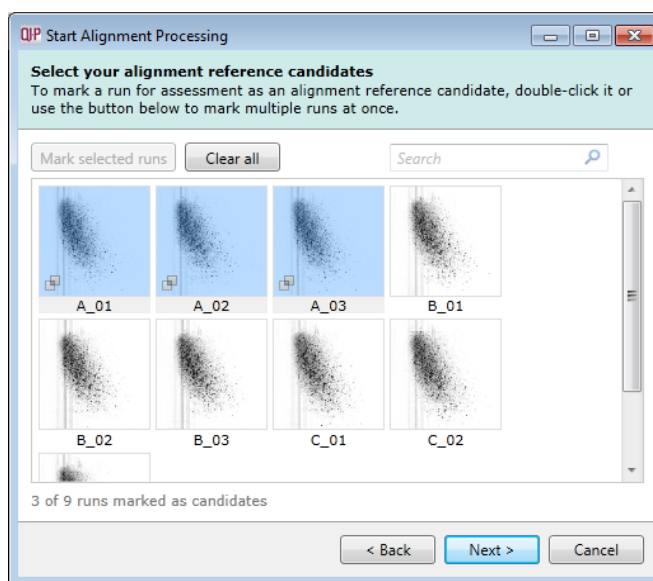 QIP Start Alignment Processing
Select your alignment reference candidates
To mark a run for assessment as an alignment reference candidate, double-click it or
use the button below to mark multiple runs at once.
Mark selected runs Clear all Search
A_01 A_02 A_03 B_01
B_02 B_03 C_01 C_02
3 of 9 runs marked as candidates
< Back Next > Cancel